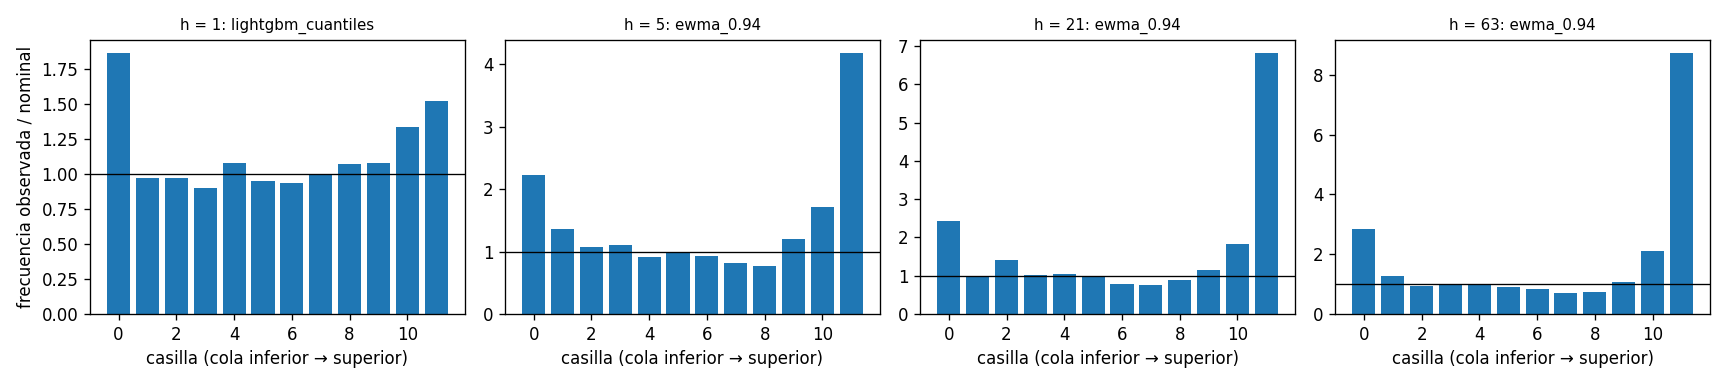 h = 1: lightgbm_cuantiles
h = 5: ewma_0.94
h = 21: ewma_0.94
h = 63: ewma_0.94
frecuencia observada / nominal
1.75
1.50
1.25
1.00
0.75
0.50
0.25
0.00
0 2 4 6 8 10
casilla (cola inferior → superior)
4
3
2
1
0
0 2 4 6 8 10
casilla (cola inferior → superior)
7
6
5
4
3
2
1
0
0 2 4 6 8 10
casilla (cola inferior → superior)
8
6
4
2
0
0 2 4 6 8 10
casilla (cola inferior → superior)